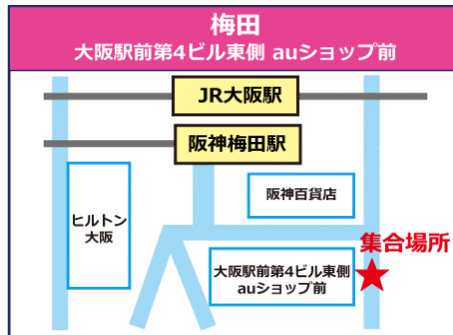 梅田
大阪駅前第4ビル東側 auショップ前
JR大阪駅
阪神梅田駅
阪神百貨店
ヒルトン
大阪
集合場所
大阪駅前第4ビル東側
auショップ前